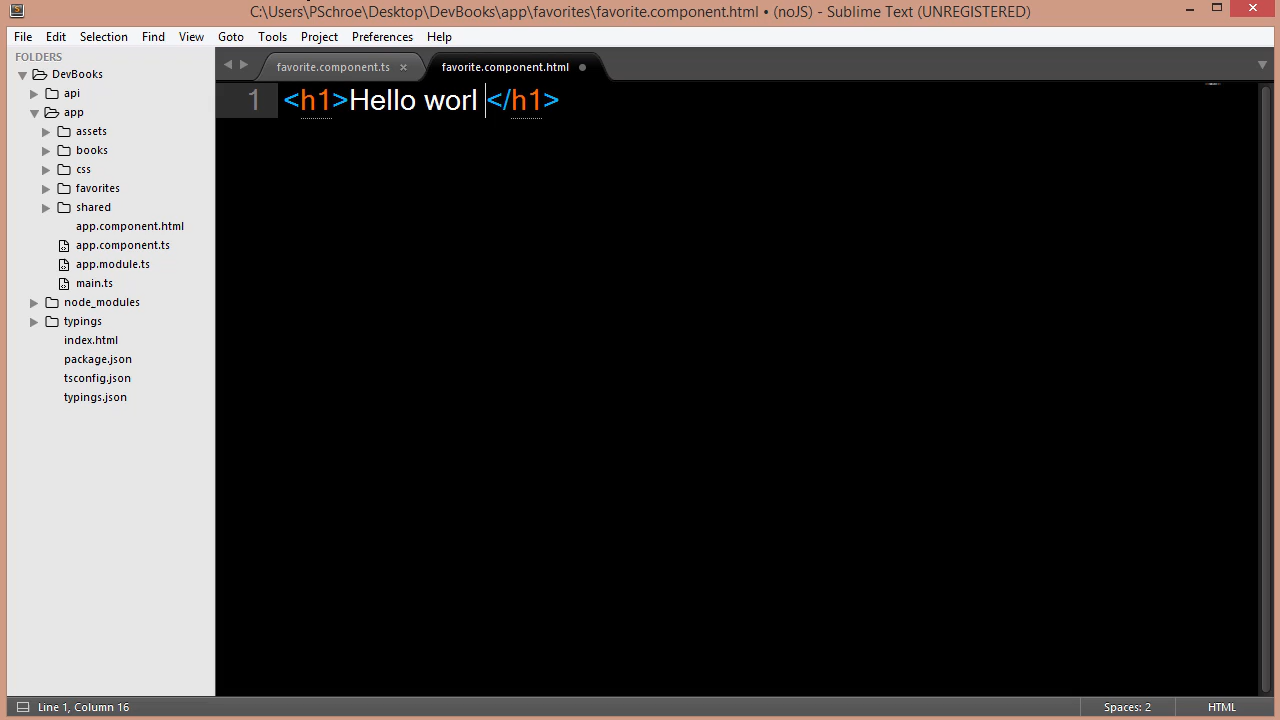 C:\Users\PSchroe\Desktop\DevBooks\app\favorites\favorite.component.html • (noJS) - Sublime Text (UNREGISTERED)
File Edit Selection Find View Goto Tools Project Preferences Help
FOLDERS
DevBooks
api
app
assets
books
css
favorites
shared
app.component.html
app.component.ts
app.module.ts
main.ts
node_modules
typings
index.html
package.json
tsconfig.json
typings.json
favorite.component.ts
favorite.component.html
1 <h1>Hello worl </h1>
Line 1, Column 16
Spaces: 2
HTML